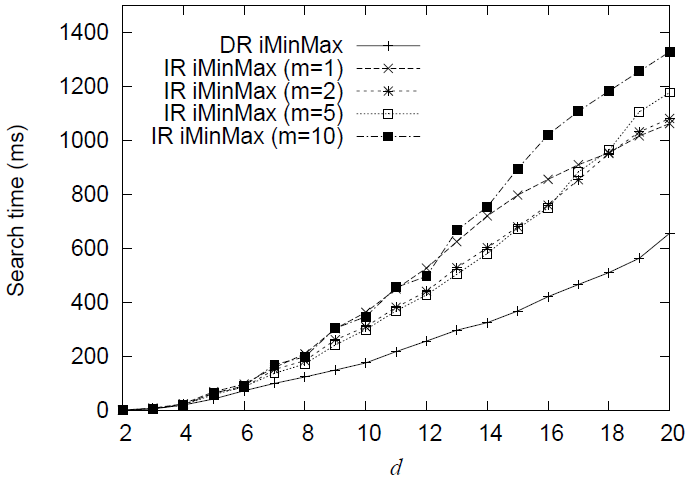 1400
1200
1000
800
600
400
200
0
Search time (ms)
DR iMinMax
IR iMinMax (m=1)
IR iMinMax (m=2)
IR iMinMax (m=5)
IR iMinMax (m=10)
2 4 6 8 10 12 14 16 18 20
d